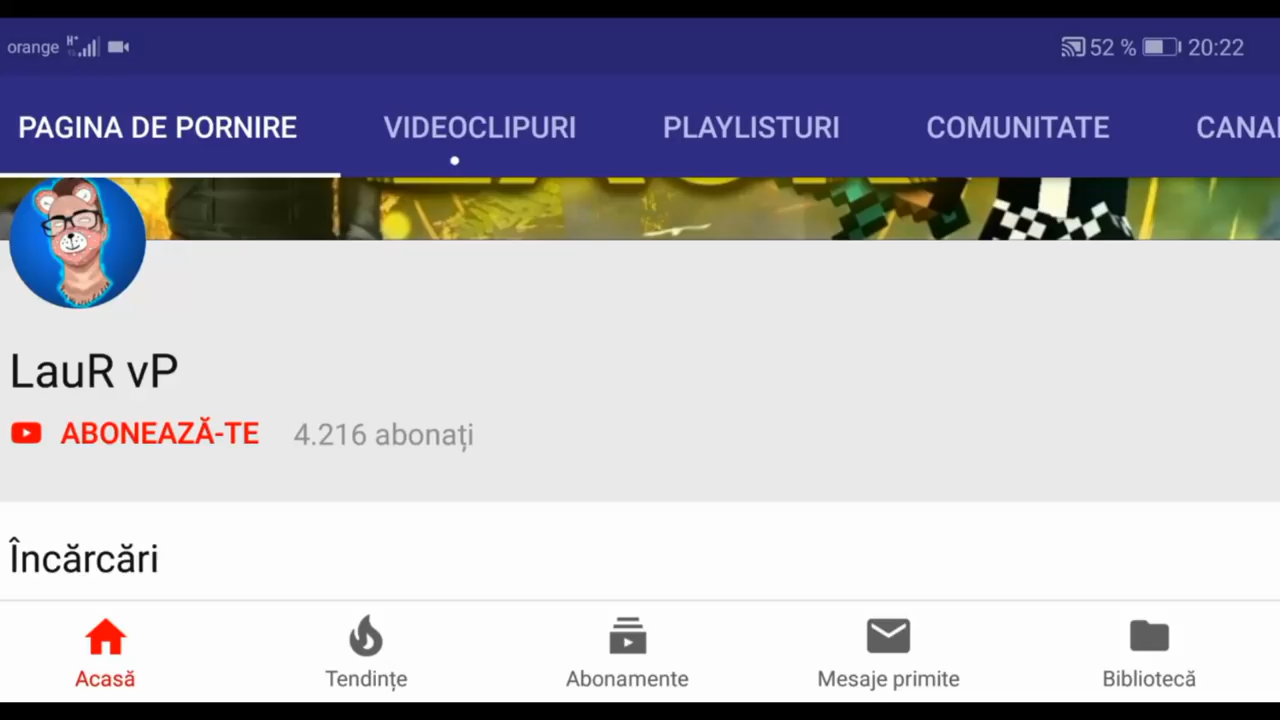 orange H+ 52 % 20:22
PAGINA DE PORNIRE VIDEOCLIPURI PLAYLISTURI COMUNITATE CANAL
LauR vP
ABONEAZĂ-TE 4.216 abonați
Încărcări
Acasă Tendințe Abonamente Mesaje primite Bibliotecă